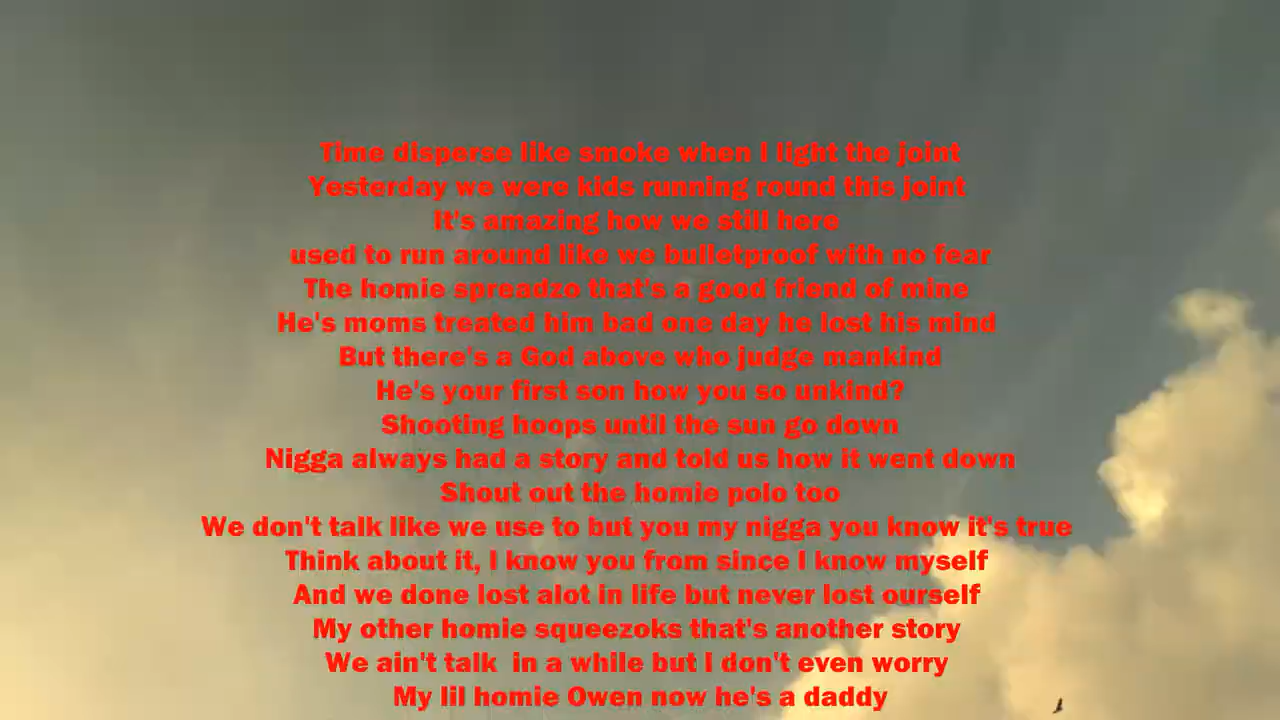 Time disperse like smoke when I light the joint
Yesterday we were kids running round this joint
It's amazing how we still here
used to run around like we bulletproof with no fear
The homie spreadzo that's a good friend of mine
He's moms treated him bad one day he lost his mind
But there's a God above who judge mankind
He's your first son how you so unkind?
Shooting hoops until the sun go down
Nigga always had a story and told us how it went down
Shout out the homie polo too
We don't talk like we use to but you my nigga you know it's true
Think about it, I know you from since I know myself
And we done lost alot in life but never lost ourself
My other homie squeezoks that's another story
We ain't talk  in a while but I don't even worry
My lil homie Owen now he's a daddy